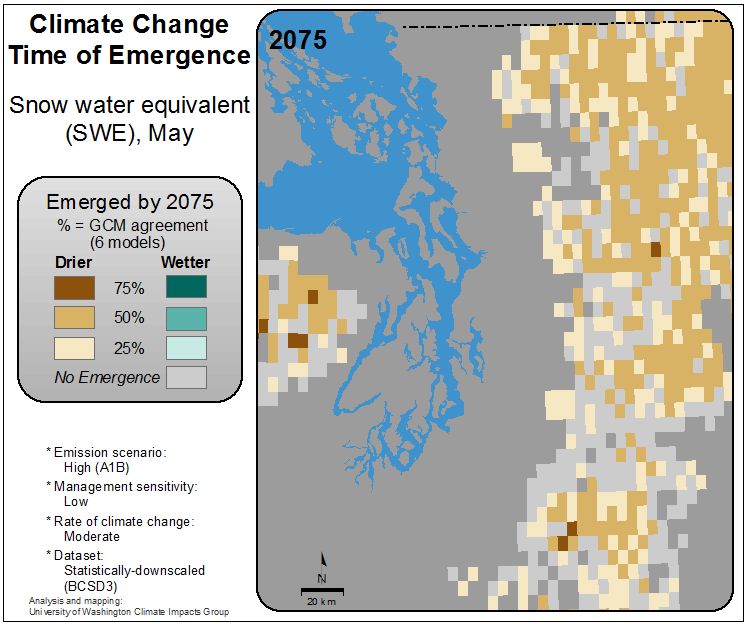 Climate Change
Time of Emergence
Snow water equivalent
(SWE), May
Emerged by 2075
% = GCM agreement
(6 models)
Drier Wetter
75%
50%
25%
No Emergence
* Emission scenario:
High (A1B)
* Management sensitivity:
Low
* Rate of climate change:
Moderate
* Dataset:
Statistically-downscaled
(BCSD3)
Analysis and mapping:
University of Washington Climate Impacts Group
2075
N
20 km